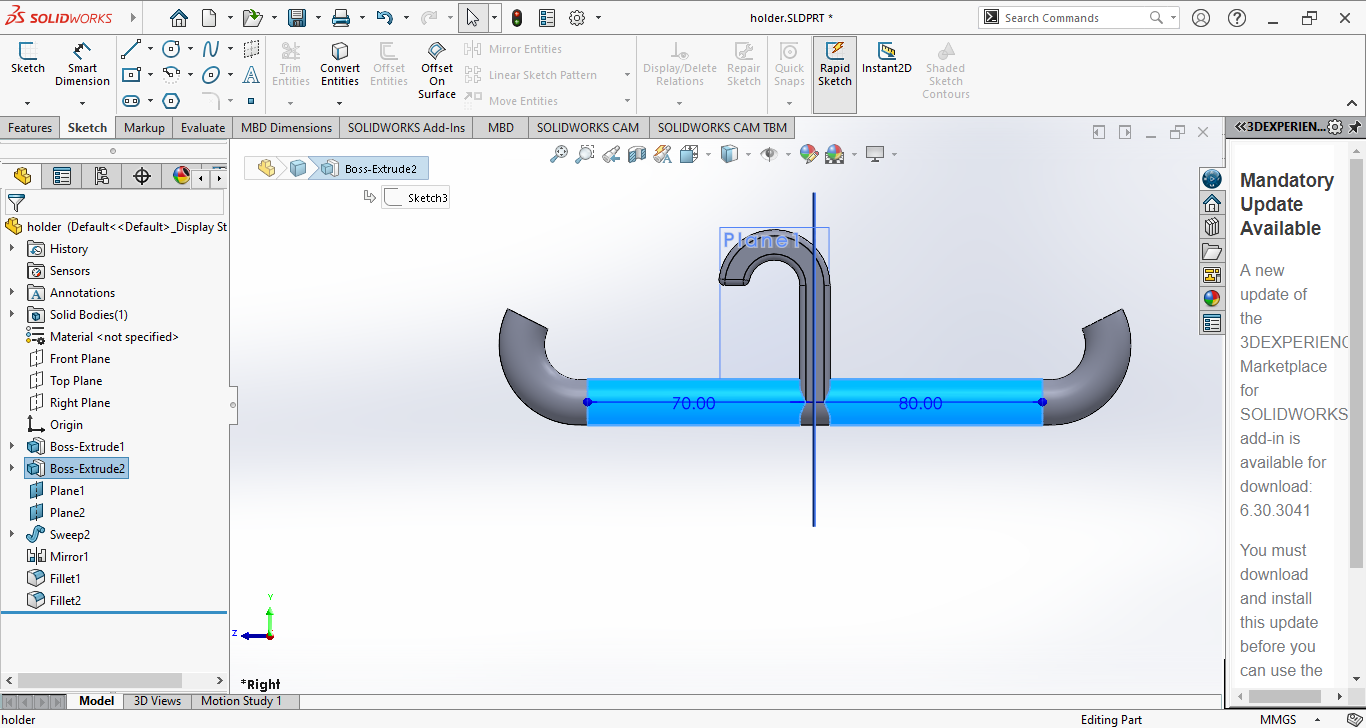 SOLIDWORKS
holder.SLDPRT *
Search Commands
Sketch
Smart
Dimension
Trim
Entities
Convert
Entities
Offset
Entities
Offset
On
Surface
Mirror Entities
Linear Sketch Pattern
Move Entities
Display/Delete
Relations
Repair
Sketch
Quick
Snaps
Rapid
Sketch
Instant2D
Shaded
Sketch
Contours
Features
Sketch
Markup
Evaluate
MBD Dimensions
SOLIDWORKS Add-Ins
MBD
SOLIDWORKS CAM
SOLIDWORKS CAM TBM
holder (Default<<Default>_Display St
History
Sensors
Annotations
Solid Bodies(1)
Material <not specified>
Front Plane
Top Plane
Right Plane
Origin
Boss-Extrude1
Boss-Extrude2
Plane1
Plane2
Sweep2
Mirror1
Fillet1
Fillet2
Boss-Extrude2
Sketch3
Plane1
70.00
80.00
Y
Z
*Right
3DEXPERIEN...
Mandatory
Update
Available
A new
update of
the
3DEXPERIENC
Marketplace
for
SOLIDWORKS
add-in is
available for
download:
6.30.3041
You must
download
and install
this update
before you
can use the
Model
3D Views
Motion Study 1
holder
Editing Part
MMGS